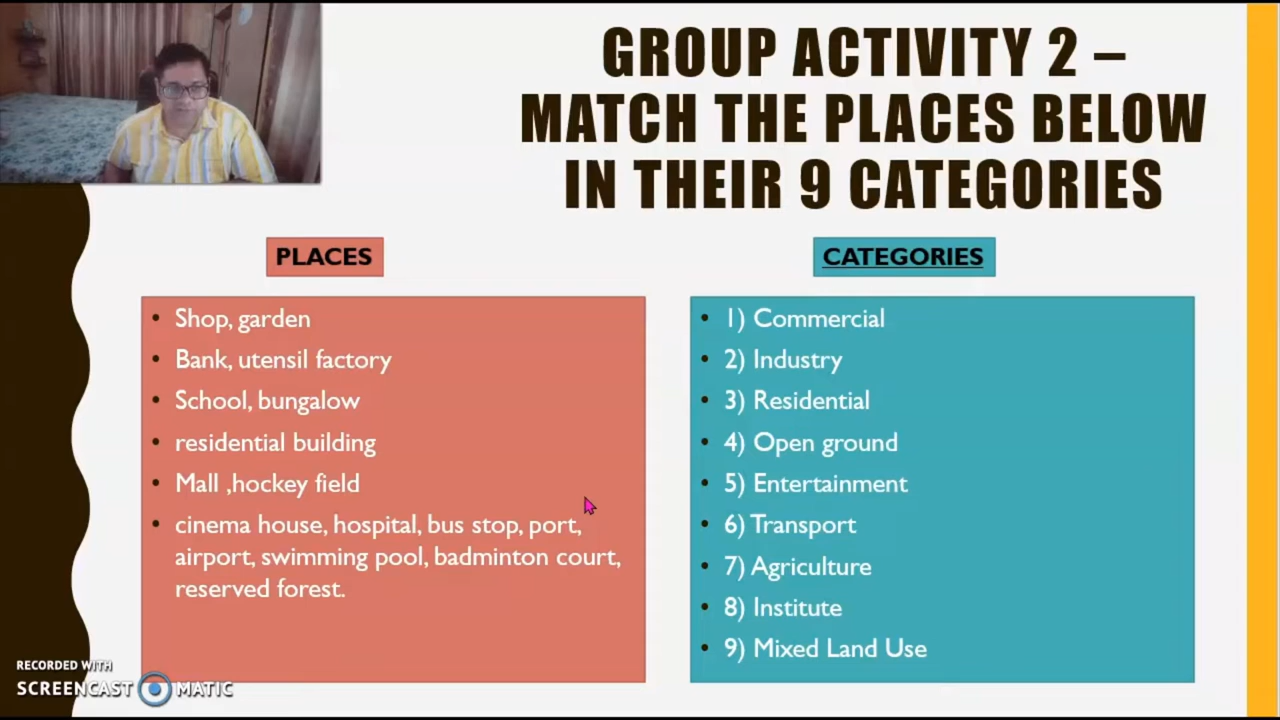 GROUP ACTIVITY 2 –
MATCH THE PLACES BELOW
IN THEIR 9 CATEGORIES
PLACES
• Shop, garden
• Bank, utensil factory
• School, bungalow
• residential building
• Mall ,hockey field
• cinema house, hospital, bus stop, port,
airport, swimming pool, badminton court,
reserved forest.
CATEGORIES
• 1) Commercial
• 2) Industry
• 3) Residential
• 4) Open ground
• 5) Entertainment
• 6) Transport
• 7) Agriculture
• 8) Institute
• 9) Mixed Land Use
RECORDED WITH
SCREENCAST MATIC